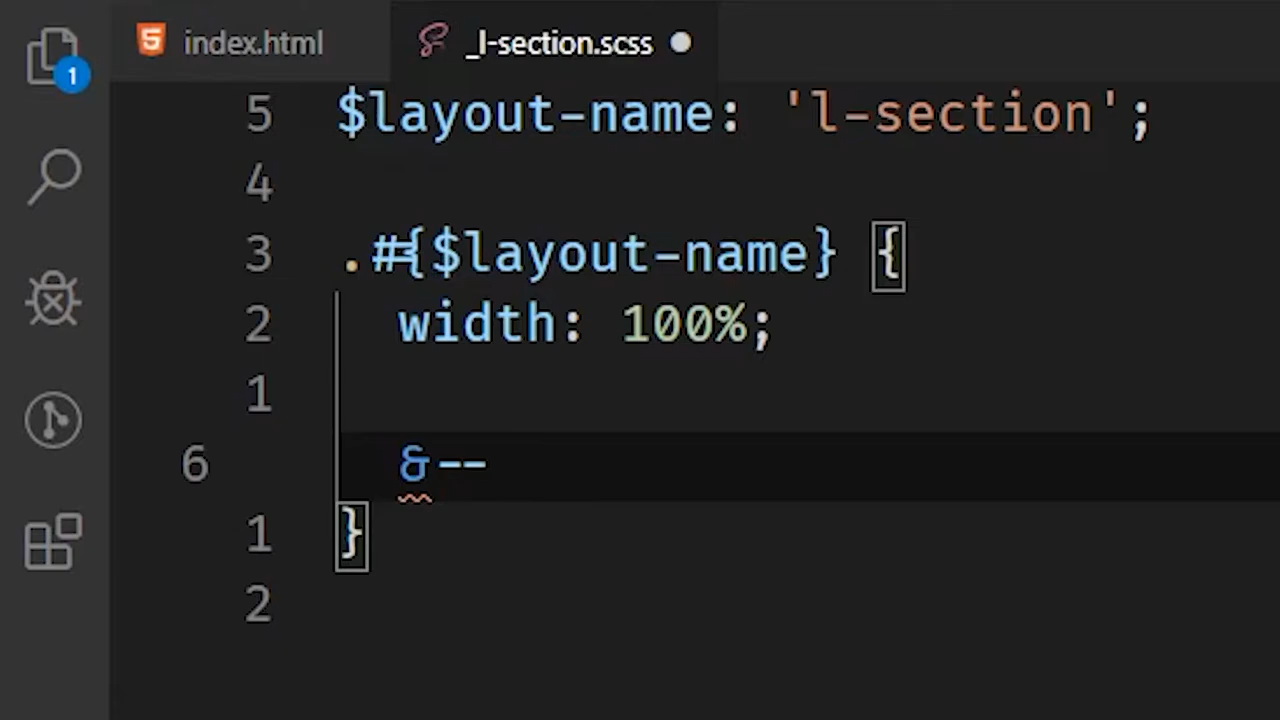 index.html _l-section.scss
1
5 $layout-name: 'l-section';
4
3 .#{$layout-name} {
2 width: 100%;
1
6 &--
1 }
2